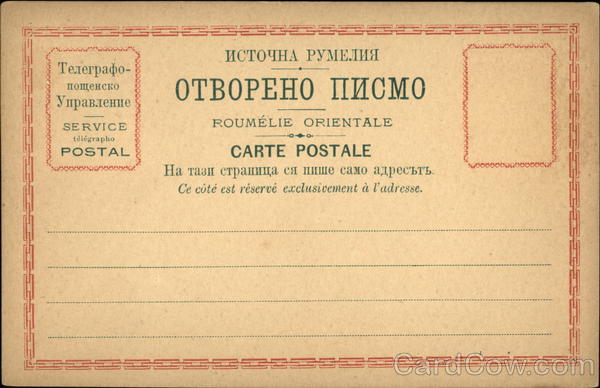 Телеграфо-
пощенско
Управление
SERVICE
télégrapho
POSTAL
ИСТОЧНА РУМЕЛИЯ
ОТВОРЕНО ПИСМО
ROUMÉLIE ORIENTALE
CARTE POSTALE
На тази страница ся пише само адресътъ.
Ce côté est réservé exclusivement à l'adresse.
CardCow.com